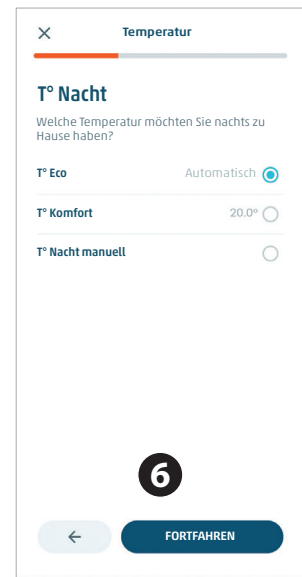 Temperatur
T° Nacht
Welche Temperatur möchten Sie nachts zu
Hause haben?
T° Eco Automatisch
T° Komfort 20.0°
T° Nacht manuell
6
FORTFAHREN